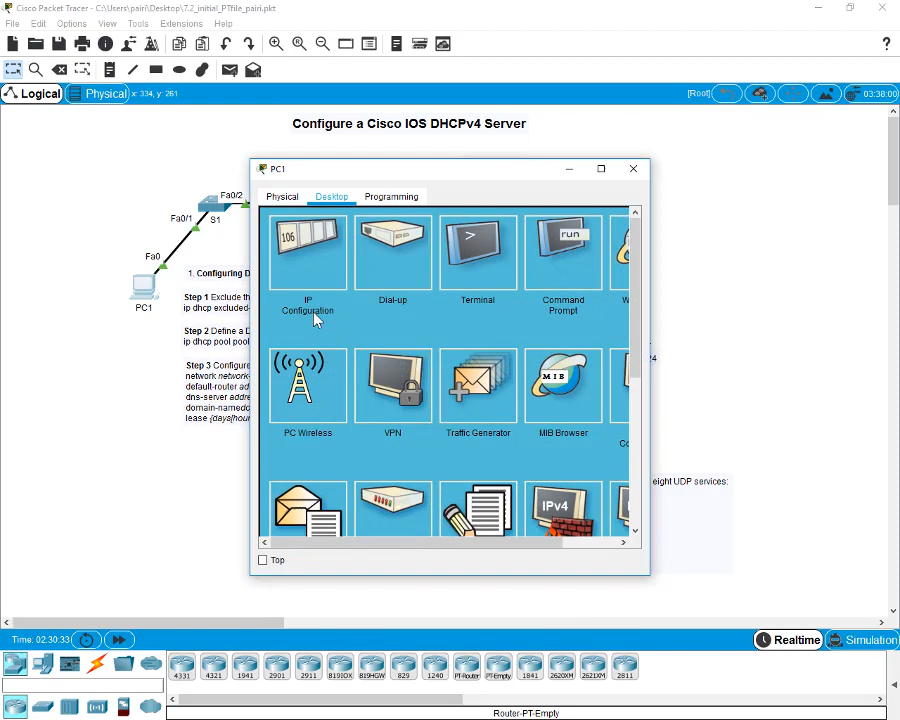 Cisco Packet Tracer - C:\Users\pairi\Desktop\7.2_initial_PTfile_pairi.pkt
File Edit Options View Tools Extensions Help
?
Logical Physical x: 334, y: 261 [Root] 03:38:00
Configure a Cisco IOS DHCPv4 Server
PC1
Physical Desktop Programming
Fa0/2
Fa0/1
S1
Fa0
PC1
1. Configuring D
Step 1 Exclude th
ip dhcp excluded-
Step 2 Define a D
ip dhcp pool pool
Step 3 Configure
network network-
default-router ad
dns-server addre
domain-namedo
lease {days[hour
106
>
run
IP
Configuration
Dial-up
Terminal
Command
Prompt
W
24
MIB
PC Wireless
VPN
Traffic Generator
MIB Browser
Co
IPv4
eight UDP services:
Top
Time: 02:30:33
Realtime Simulation
4331 4321 1941 2901 2911 819IOX 819HGW 829 1240 PT-Router PT-Empty 1841 2620XM 2621XM 2811
Router-PT-Empty